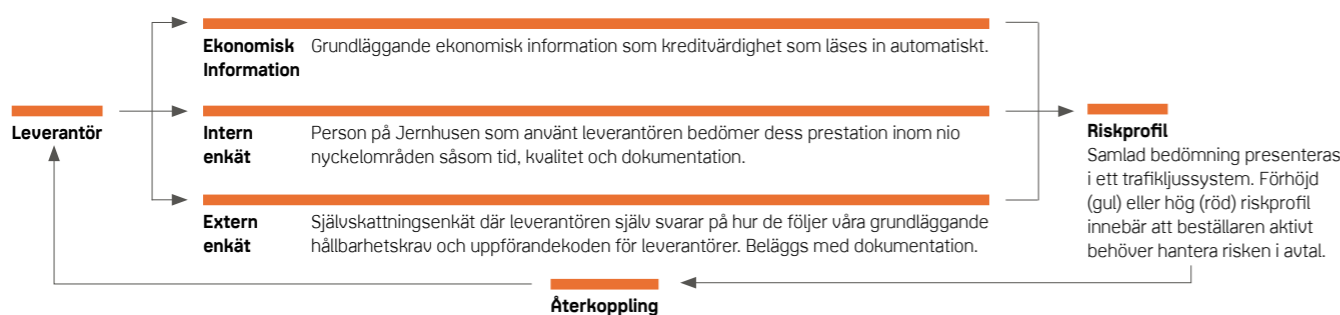 Leverantör
Ekonomisk
Information
Grundläggande ekonomisk information som kreditvärdighet som läses in automatiskt.
Intern
enkät
Person på Jernhusen som använt leverantören bedömer dess prestation inom nio
nyckelområden såsom tid, kvalitet och dokumentation.
Extern
enkät
Självskattningsenkät där leverantören själv svarar på hur de följer våra grundläggande
hållbarhetskrav och uppförandekoden för leverantörer. Beläggs med dokumentation.
Riskprofil
Samlad bedömning presenteras
i ett trafikljussystem. Förhöjd
(gul) eller hög (röd) riskprofil
innebär att beställaren aktivt
behöver hantera risken i avtal.
Återkoppling